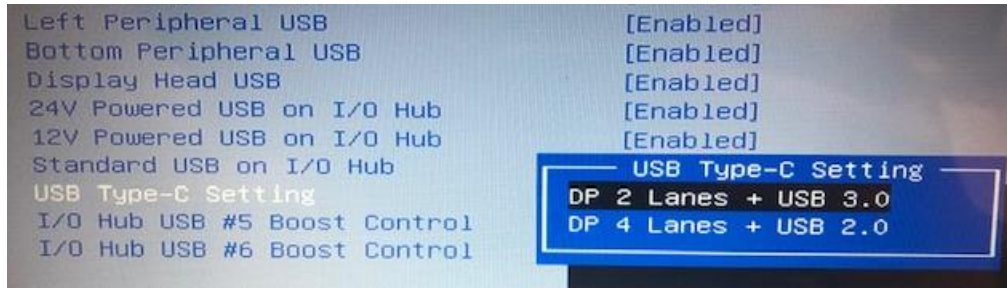 Left Peripheral USB [Enabled]
Bottom Peripheral USB [Enabled]
Display Head USB [Enabled]
24V Powered USB on I/O Hub [Enabled]
12V Powered USB on I/O Hub [Enabled]
Standard USB on I/O Hub
USB Type-C Setting
I/O Hub USB #5 Boost Control
I/O Hub USB #6 Boost Control
USB Type-C Setting
DP 2 Lanes + USB 3.0
DP 4 Lanes + USB 2.0